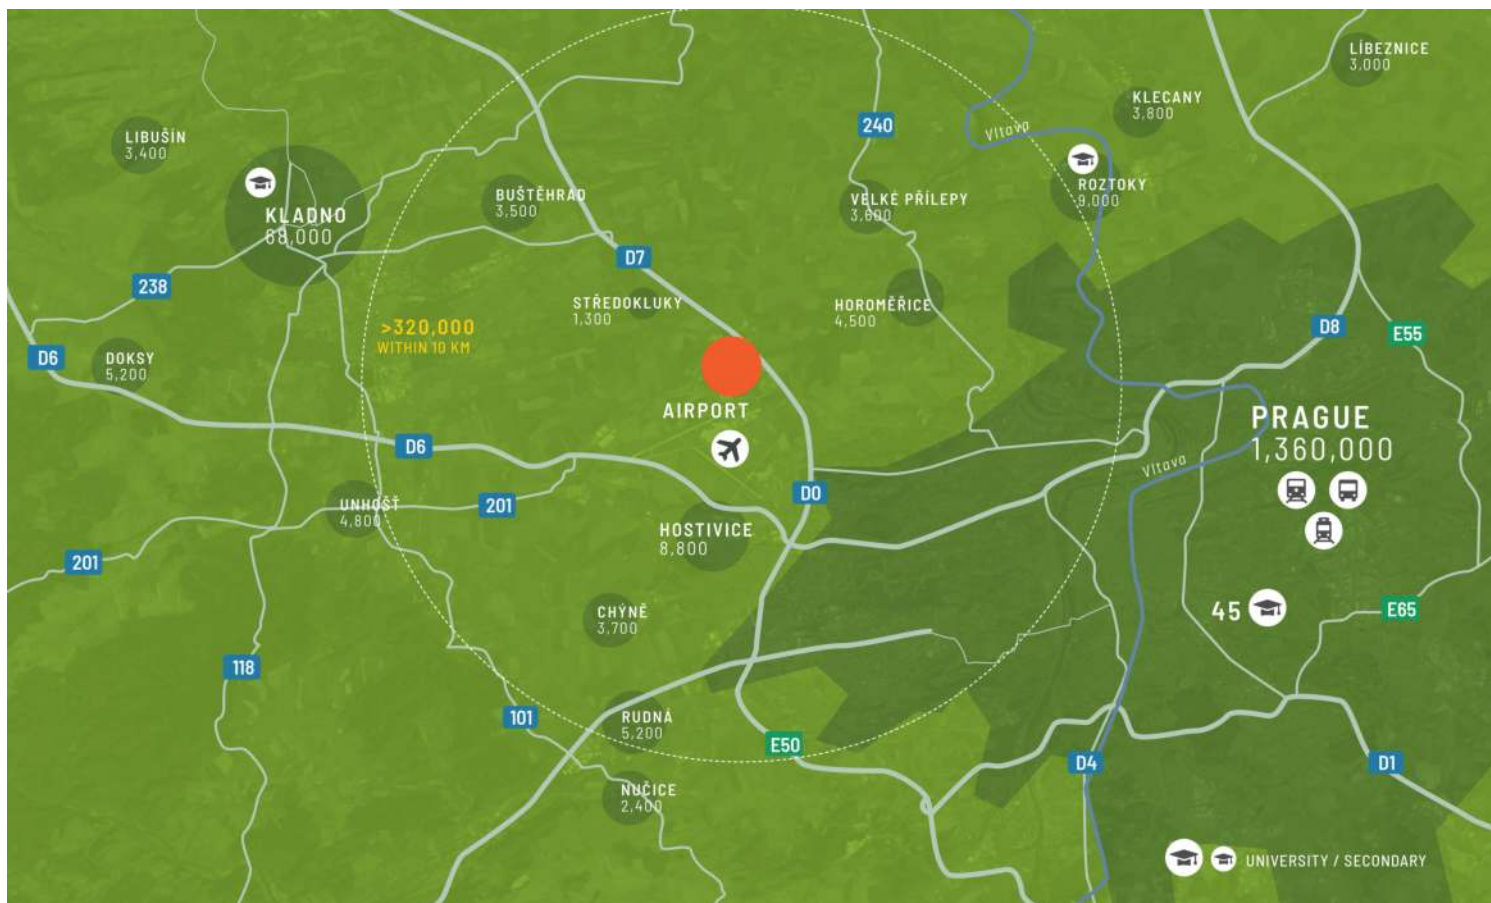 LÍBEZNICE
3,000
KLECANY
3,800
240
Vltava
LIBUŠÍN
3,400
ROZTOKY
9,000
BUŠTĚHRAD
3,500
VELKÉ PŘÍLEPY
3,600
KLADNO
68,000
D7
238
STŘEDOKLUKY
1,300
HOROMĚŘICE
4,500
>320,000
WITHIN 10 KM
D8
E55
D6
DOKSY
5,200
AIRPORT
PRAGUE
1,360,000
D6
Vltava
D0
UNHOŠŤ
4,800
201
HOSTIVICE
8,800
201
CHÝNĚ
3,700
45
E65
118
101
RUDNÁ
5,200
E50
D4
D1
NUČICE
2,400
UNIVERSITY / SECONDARY